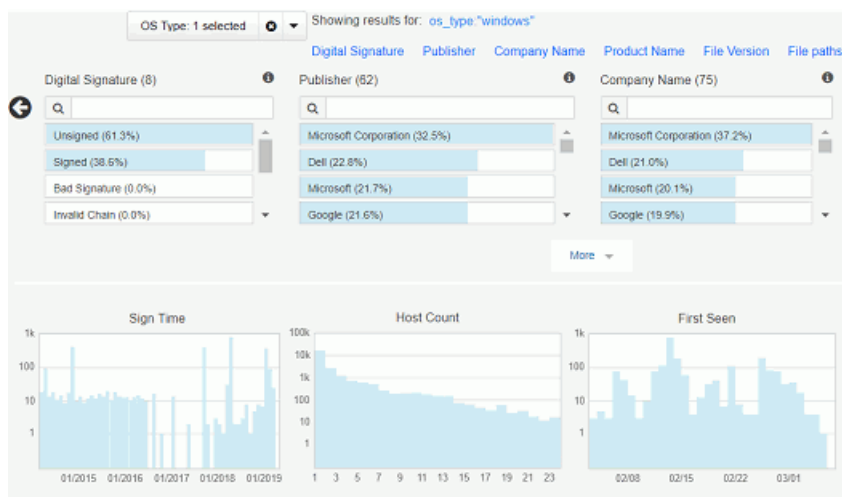 OS Type: 1 selected
Showing results for: os_type:"windows"
Digital Signature Publisher Company Name Product Name File Version File paths
Digital Signature (8) Publisher (62) Company Name (75)
Unsigned (61.3%) Microsoft Corporation (32.5%) Microsoft Corporation (37.2%)
Signed (38.6%) Dell (22.8%) Dell (21.0%)
Bad Signature (0.0%) Microsoft (21.7%) Microsoft (20.1%)
Invalid Chain (0.0%) Google (21.6%) Google (19.9%)
More
Sign Time
1k
100
10
1
01/2015 01/2016 01/2017 01/2018 01/2019
Host Count
100k
10k
1k
100
10
1
1 3 5 7 9 11 13 15 17 19 21 23
First Seen
1k
100
10
1
02/08 02/15 02/22 03/01